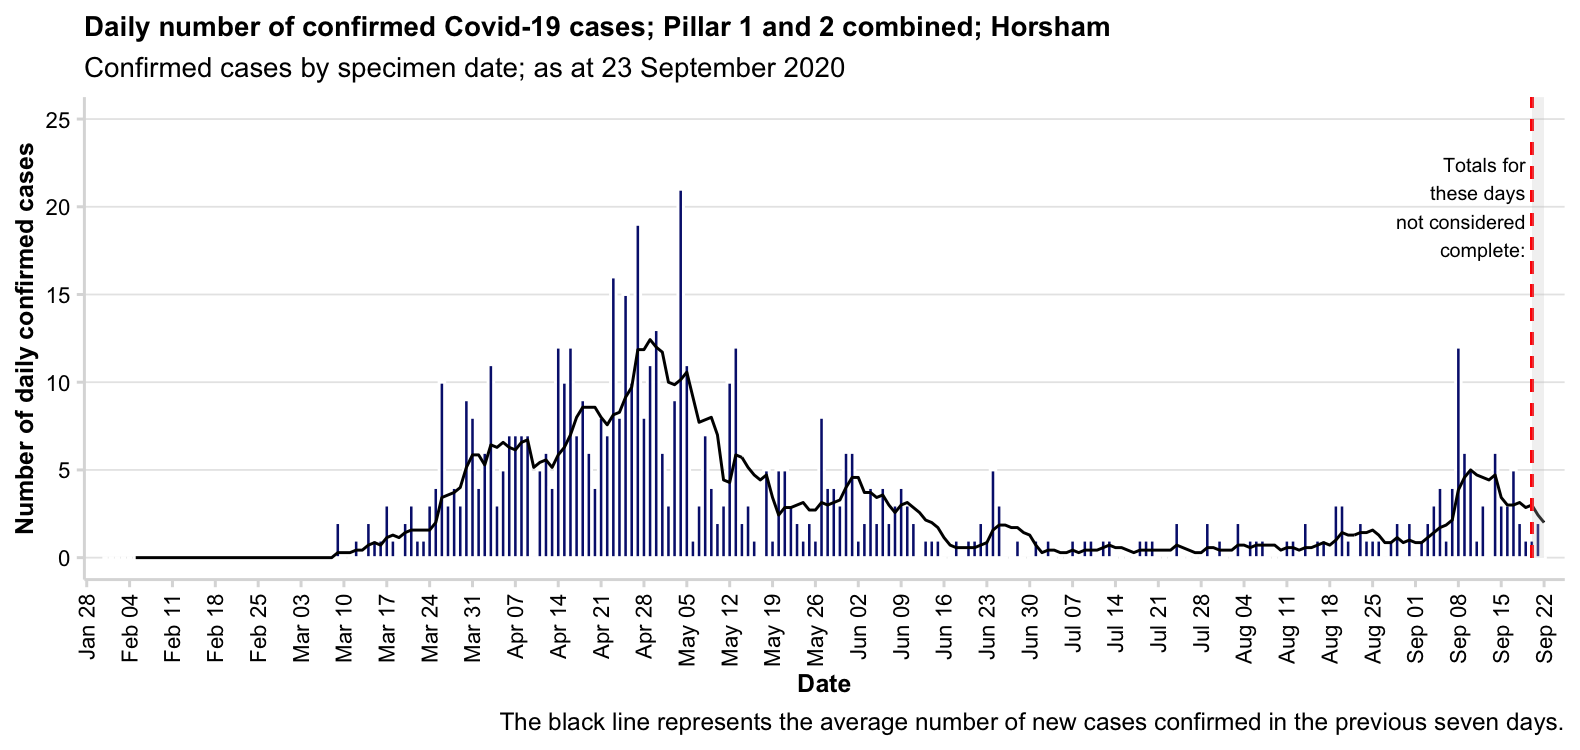 Daily number of confirmed Covid-19 cases; Pillar 1 and 2 combined; Horsham
Confirmed cases by specimen date; as at 23 September 2020
Number of daily confirmed cases
25
20
15
10
5
0
Totals for
these days
not considered
complete:
Jan 28
Feb 04
Feb 11
Feb 18
Feb 25
Mar 03
Mar 10
Mar 17
Mar 24
Mar 31
Apr 07
Apr 14
Apr 21
Apr 28
May 05
May 12
May 19
May 26
Jun 02
Jun 09
Jun 16
Jun 23
Jun 30
Jul 07
Jul 14
Jul 21
Jul 28
Aug 04
Aug 11
Aug 18
Aug 25
Sep 01
Sep 08
Sep 15
Sep 22
Date
The black line represents the average number of new cases confirmed in the previous seven days.